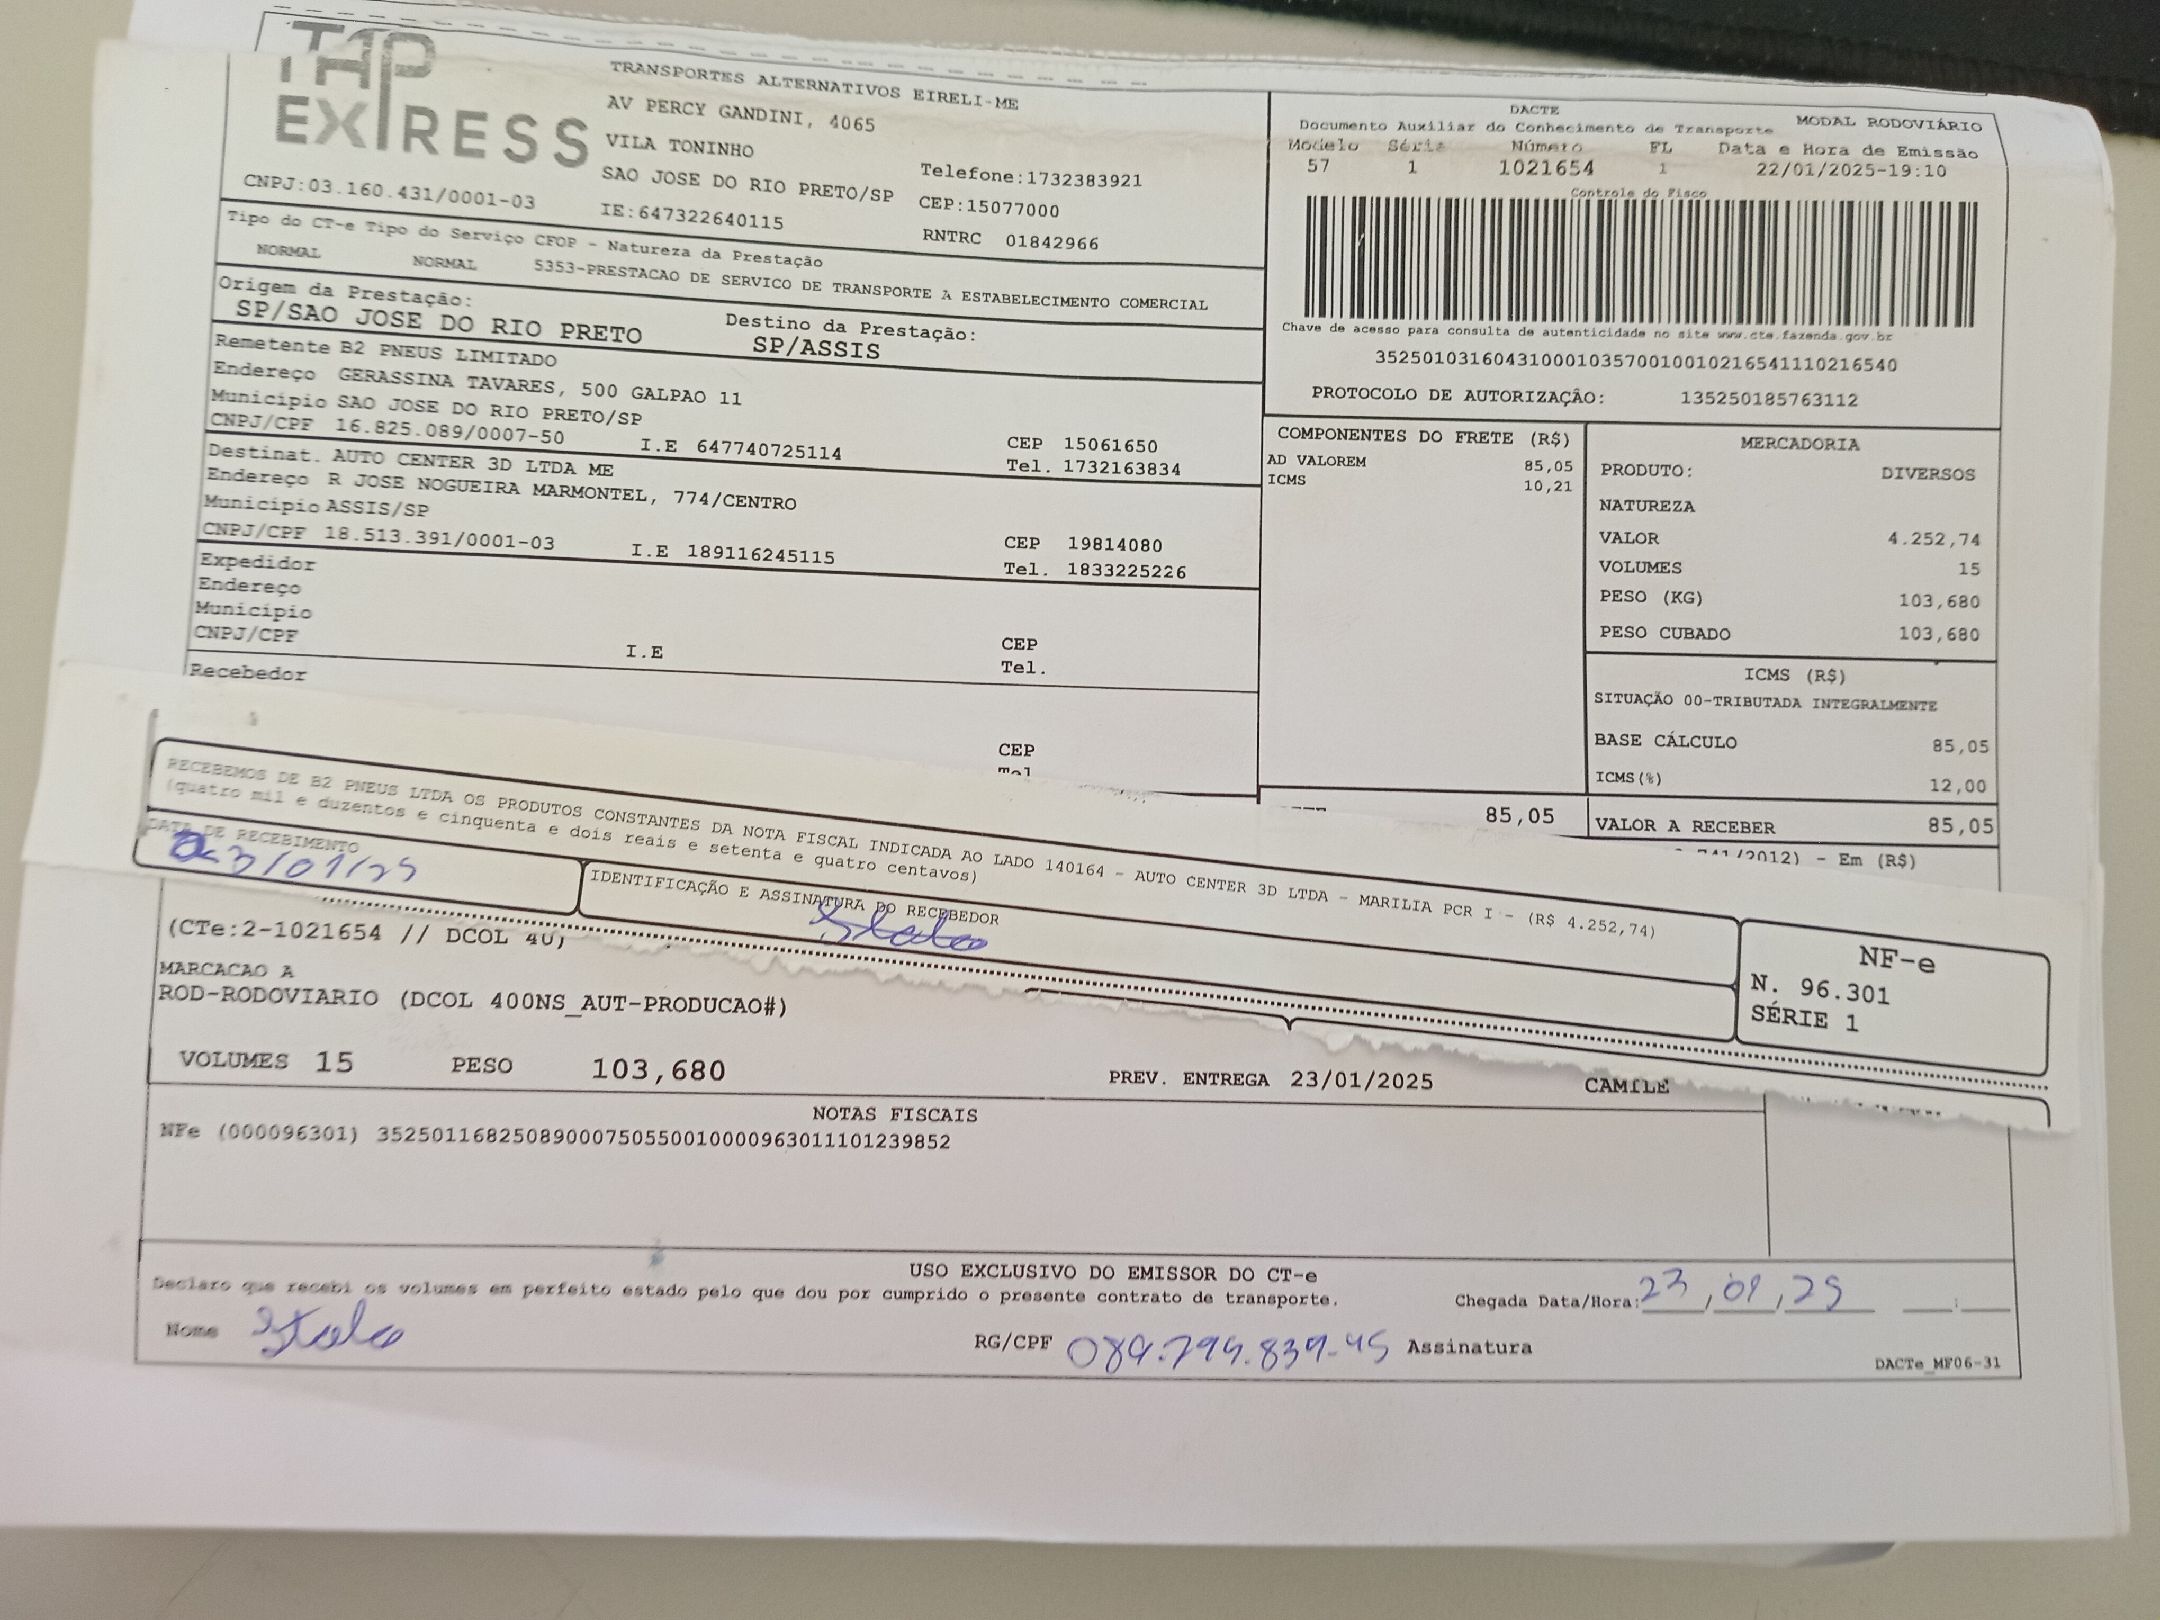 TAP
EXPRESS
TRANSPORTES ALTERNATIVOS EIRELI-ME
AV PERCY GANDINI, 4065
VILA TONINHO
SAO JOSE DO RIO PRETO/SP
Telefone:1732383921
CEP:15077000
CNPJ:03.160.431/0001-03
IE:647322640115
RNTRC 01842966
Tipo do CT-e Tipo do Serviço CFOP - Natureza da Prestação
NORMAL NORMAL 5353-PRESTACAO DE SERVICO DE TRANSPORTE A ESTABELECIMENTO COMERCIAL
Origem da Prestação:
SP/SAO JOSE DO RIO PRETO
Destino da Prestação:
SP/ASSIS
Remetente B2 PNEUS LIMITADO
Endereço GERASSINA TAVARES, 500 GALPAO 11
Municipio SAO JOSE DO RIO PRETO/SP
CNPJ/CPF 16.825.089/0007-50 I.E 647740725114
CEP 15061650
Tel. 1732163834
Destinat. AUTO CENTER 3D LTDA ME
Endereço R JOSE NOGUEIRA MARMONTEL, 774/CENTRO
Municipio ASSIS/SP
CNPJ/CPF 18.513.391/0001-03 I.E 189116245115
CEP 19814080
Tel. 1833225226
Expedidor
Endereço
Municipio
CNPJ/CPF I.E
CEP
Tel.
Recebedor
CEP
DACTE
Documento Auxiliar do Conhecimento de Transporte
MODAL RODOVIÁRIO
Modelo Séria Número FL Data e Hora de Emissão
57 1 1021654 1 22/01/2025-19:10
Controle do Fisco
Chave de acesso para consulta de autenticidade no site www.cte.fazenda.gov.br
35250103160431000103570010010216541110216540
PROTOCOLO DE AUTORIZAÇÃO: 135250185763112
COMPONENTES DO FRETE (R$)
AD VALOREM 85,05
ICMS 10,21
85,05
MERCADORIA
PRODUTO: DIVERSOS
NATUREZA
VALOR 4.252,74
VOLUMES 15
PESO (KG) 103,680
PESO CUBADO 103,680
ICMS (R$)
SITUAÇÃO 00-TRIBUTADA INTEGRALMENTE
BASE CÁLCULO 85,05
ICMS(%) 12,00
VALOR A RECEBER 85,05
741/2012) - Em (R$)
RECEBEMOS DE B2 PNEUS LTDA OS PRODUTOS CONSTANTES DA NOTA FISCAL INDICADA AO LADO 140164 - AUTO CENTER 3D LTDA - MARILIA PCR I - (R$ 4.252,74)
(quatro mil e duzentos e cinquenta e dois reais e setenta e quatro centavos)
DATA DE RECEBIMENTO
23/01/25
IDENTIFICAÇÃO E ASSINATURA DO RECEBEDOR
Italo
NF-e
N. 96.301
SÉRIE 1
(CTe:2-1021654 // DCOL 40)
MARCACAO A
ROD-RODOVIARIO (DCOL 400NS_AUT-PRODUCAO#)
VOLUMES 15 PESO 103,680
PREV. ENTREGA 23/01/2025 CAMILE
NOTAS FISCAIS
NFe (000096301) 35250116825089000750550010000963011101239852
USO EXCLUSIVO DO EMISSOR DO CT-e
Declaro que recebi os volumes em perfeito estado pelo que dou por cumprido o presente contrato de transporte.
Chegada Data/Hora: 23, 01, 25 :
Nome Italo
RG/CPF 089.795.839-45 Assinatura
DACTe_MF06-31